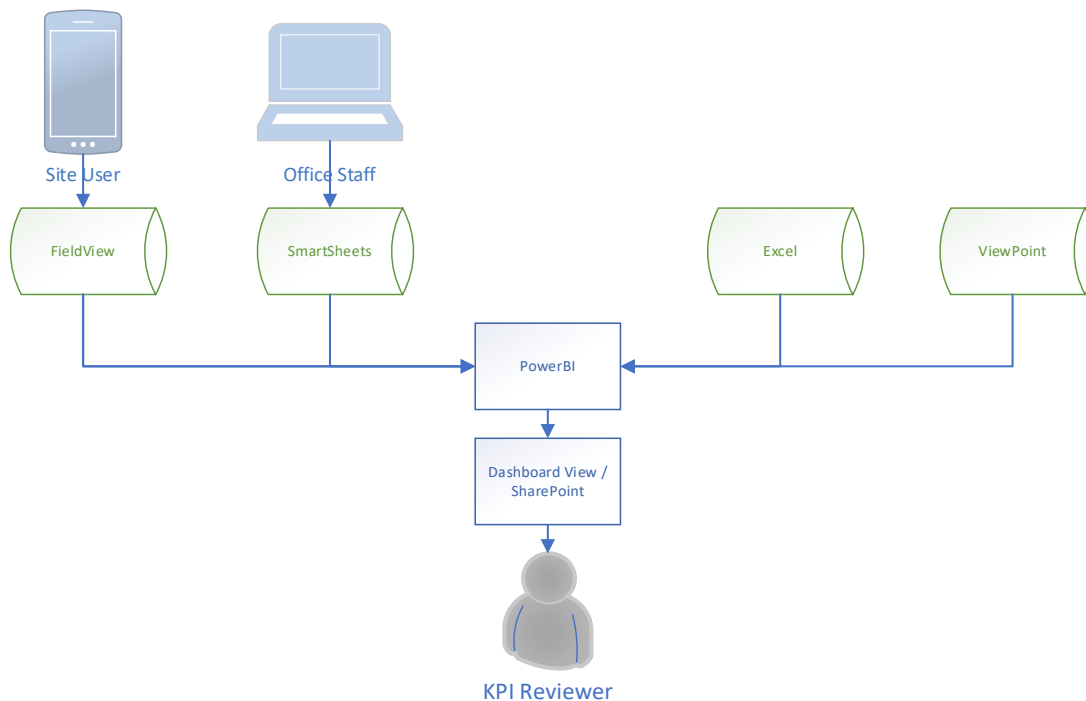 Site User
Office Staff
FieldView
SmartSheets
Excel
ViewPoint
PowerBI
Dashboard View /
SharePoint
KPI Reviewer